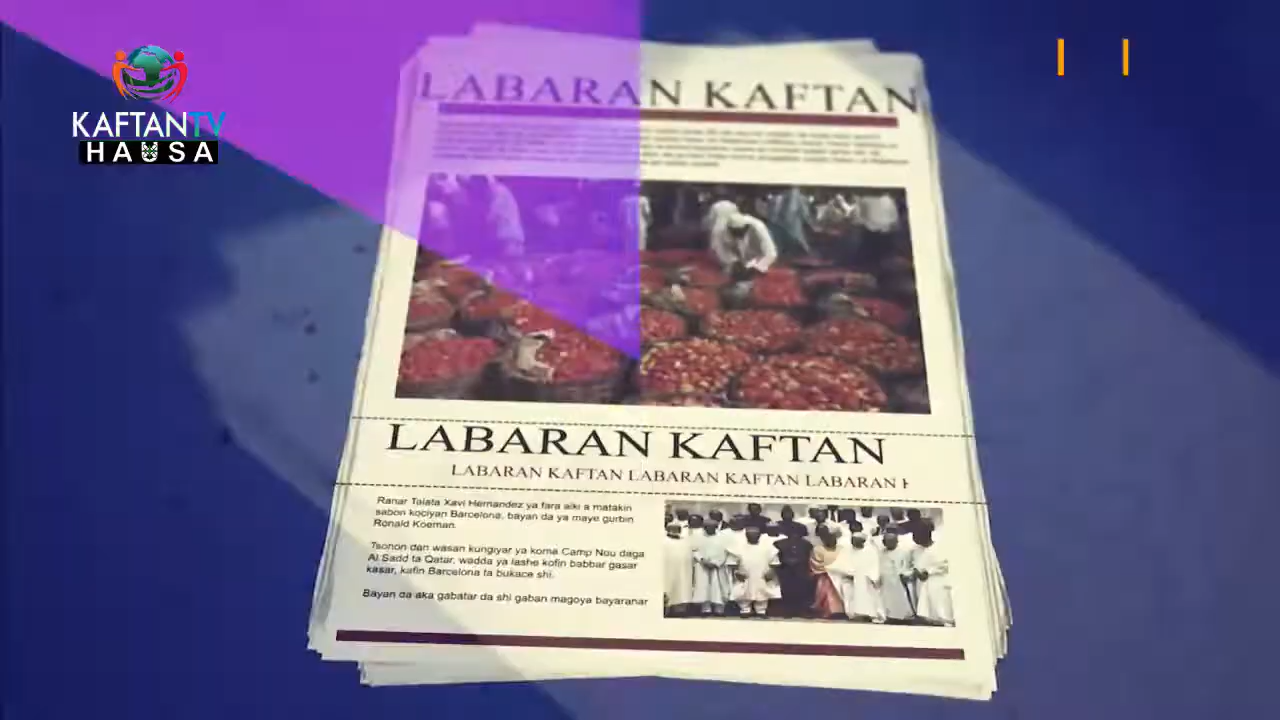 KAFTANTV
HAUSA
LABARAN KAFTAN
LABARAN KAFTAN
LABARAN KAFTAN LABARAN KAFTAN LABARAN
Ranar Talata Xavi Hernandez ya fara aiki a matakin
sabon kociyan Barcelona, bayan da ya maye gurbin
Ronald Koeman.
Tsonon dan wasan kungiyar ya koma Camp Nou daga
Al Sadd ta Qatar, wadda ya lashe kofin babbar gasar
kasar, kafin Barcelona ta bukace shi.
Bayan da aka gabatar da shi gaban magoya bayaranar